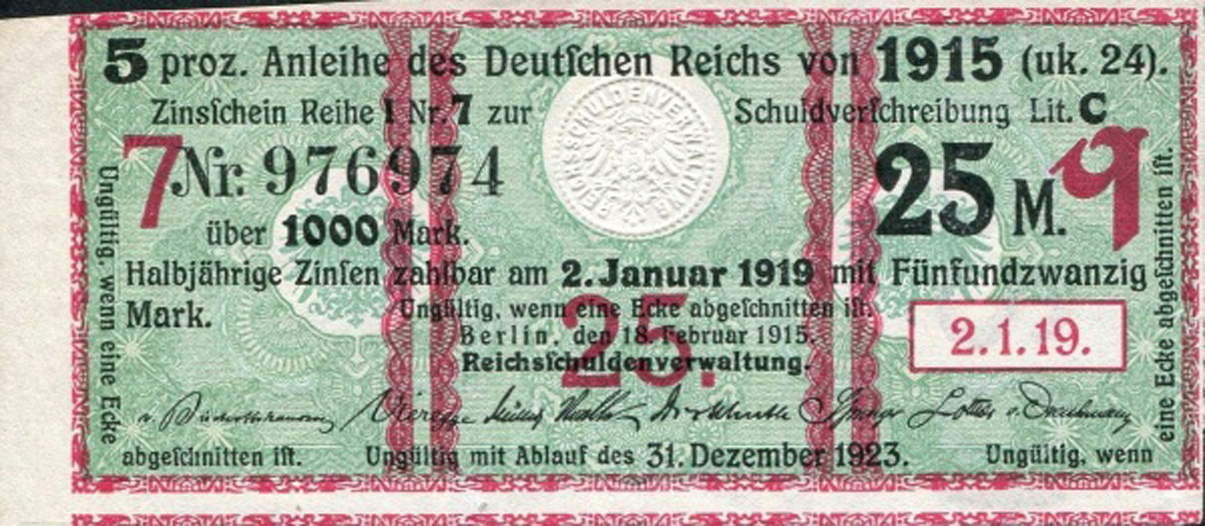 5 proz. Anleihe des Deutſchen Reichs von 1915 (uk. 24).
Zinsſchein Reihe I Nr. 7 zur Schuldverſchreibung Lit. C
REICHSSCHULDENVERWALTUNG
7 Nr. 976974 25 M. q
über 1000 Mark.
Halbjährige Zinſen zahlbar am 2. Januar 1919 mit Fünfundzwanzig
Mark. Ungültig, wenn eine Ecke abgeſchnitten iſt.
Berlin, den 18. Februar 1915.
Reichsſchuldenverwaltung.
25.
2.1.19.
abgeſchnitten iſt. Ungültig mit Ablauf des 31. Dezember 1923. Ungültig, wenn
Ungültig, wenn eine Ecke
eine Ecke abgeſchnitten iſt.